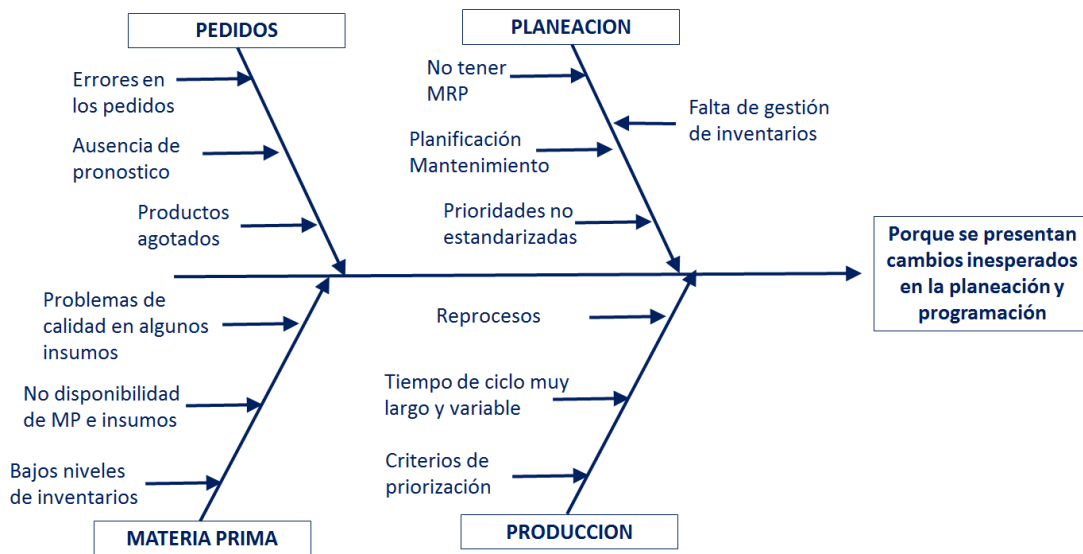 PEDIDOS
Errores en
los pedidos
Ausencia de
pronostico
Productos
agotados
PLANEACION
No tener
MRP
Falta de gestión
de inventarios
Planificación
Mantenimiento
Prioridades no
estandarizadas
Porque se presentan
cambios inesperados
en la planeación y
programación
Problemas de
calidad en algunos
insumos
No disponibilidad
de MP e insumos
Bajos niveles
de inventarios
MATERIA PRIMA
Reprocesos
Tiempo de ciclo muy
largo y variable
Criterios de
priorización
PRODUCCION